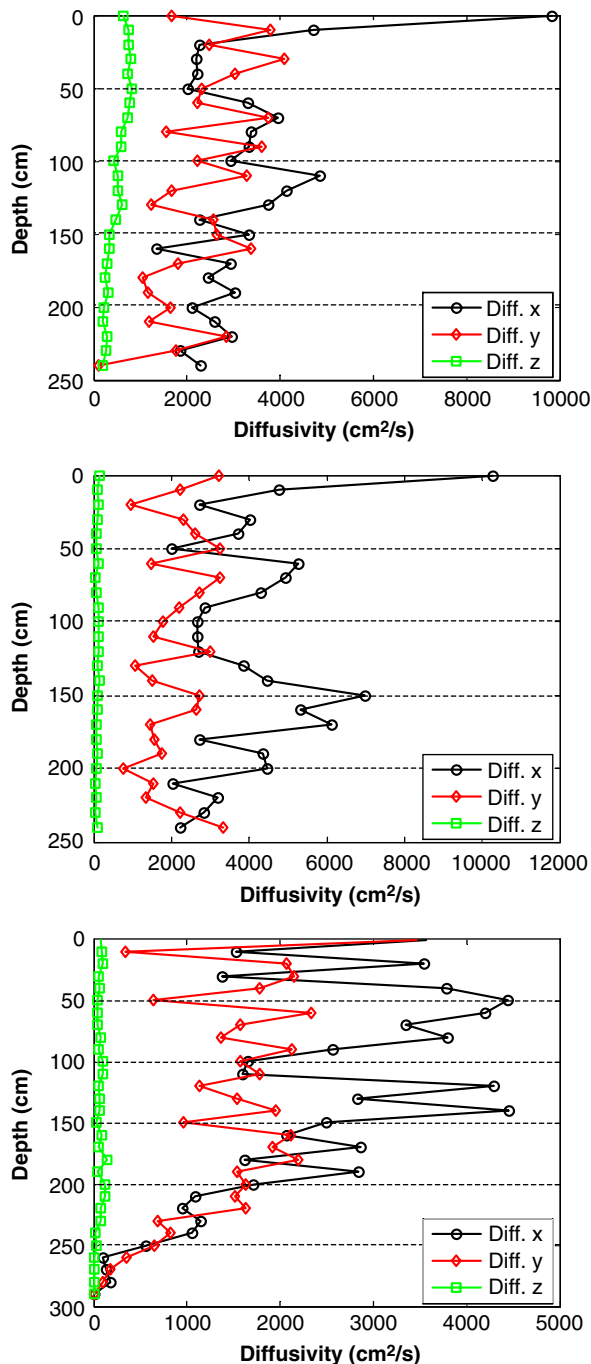 0
50
100
150
200
250
Depth (cm)
Diff. x
Diff. y
Diff. z
0 2000 4000 6000 8000 10000
Diffusivity (cm²/s)
0
50
100
150
200
250
Depth (cm)
Diff. x
Diff. y
Diff. z
0 2000 4000 6000 8000 10000 12000
Diffusivity (cm²/s)
0
50
100
150
200
250
300
Depth (cm)
Diff. x
Diff. y
Diff. z
0 1000 2000 3000 4000 5000
Diffusivity (cm²/s)